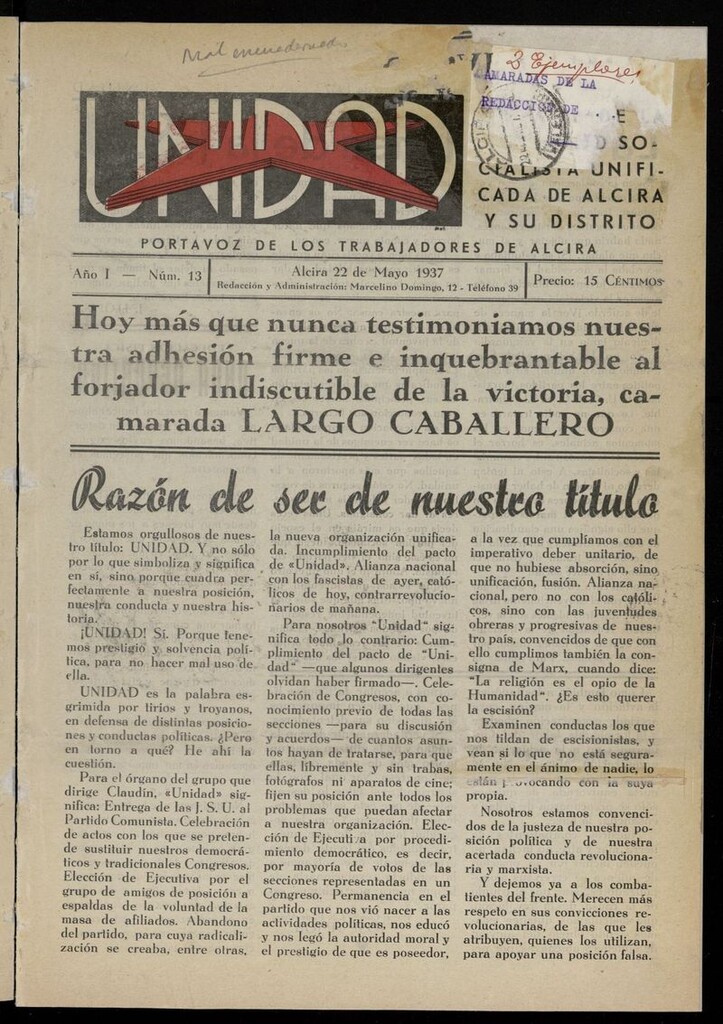 Mal encuadernado
3 Ejemplares
CAMARADAS DE LA
REDACCION DE . . .
UNIDAD
E
D SO-
CIALISTA UNIFI-
CADA DE ALCIRA
Y SU DISTRITO
PORTAVOZ DE LOS TRABAJADORES DE ALCIRA
Año I — Núm. 13
Alcira 22 de Mayo 1937
Redacción y Administración: Marcelino Domingo, 12 - Teléfono 39
Precio: 15 CÉNTIMOS
Hoy más que nunca testimoniamos nues-
tra adhesión firme e inquebrantable al
forjador indiscutible de la victoria, ca-
marada LARGO CABALLERO
Razón de ser de nuestro título
Estamos orgullosos de nues-
tro título: UNIDAD. Y no sólo
por lo que simboliza y significa
en sí, sino porque cuadra per-
fectamente a nuestra posición,
nuestra conducta y nuestra his-
toria.
¡UNIDAD! Sí. Porque tene-
mos prestigio y solvencia polí-
tica, para no hacer mal uso de
ella.
UNIDAD es la palabra es-
grimida por tirios y troyanos,
en defensa de distintas posicio-
nes y conductas políticas. ¿Pero
en torno a qué? He ahí la
cuestión.
Para el órgano del grupo que
dirige Claudín, «Unidad» sig-
nifica: Entrega de las J. S. U. al
Partido Comunista. Celebración
de actos con los que se preten-
de sustituir nuestros democrá-
ticos y tradicionales Congresos.
Elección de Ejecutiva por el
grupo de amigos de posición a
espaldas de la voluntad de la
masa de afiliados. Abandono
del partido, para cuya radicali-
zación se creaba, entre otras,
la nueva organización unifica-
da. Incumplimiento del pacto
de «Unidad». Alianza nacional
con los fascistas de ayer, cató-
licos de hoy, contrarrevolucio-
narios de mañana.
Para nosotros "Unidad" sig-
nifica todo lo contrario: Cum-
plimiento del pacto de "Uni-
dad" —que algunos dirigentes
olvidan haber firmado—. Cele-
bración de Congresos, con co-
nocimiento previo de todas las
secciones —para su discusión
y acuerdos— de cuantos asun-
tos hayan de tratarse, para que
ellas, libremente y sin trabas,
fotógrafos ni aparatos de cine;
fijen su posición ante todos los
problemas que puedan afectar
a nuestra organización. Elec-
ción de Ejecutiva por procedi-
miento democrático, es decir,
por mayoría de votos de las
secciones representadas en un
Congreso. Permanencia en el
partido que nos vió nacer a las
actividades políticas, nos educó
y nos legó la autoridad moral y
el prestigio de que es poseedor,
a la vez que cumpliamos con el
imperativo deber unitario, de
que no hubiese absorción, sino
unificación, fusión. Alianza na-
cional, pero no con los católi-
cos, sino con las juventudes
obreras y progresivas de nues-
tro país, convencidos de que con
ello cumplimos también la con-
signa de Marx, cuando dice:
"La religión es el opio de la
Humanidad". ¿Es esto querer
la escisión?
Examinen conductas los que
nos tildan de escisionistas, y
vean si lo que no está segura-
mente en el ánimo de nadie, lo
están provocando con la suya
propia.
Nosotros estamos convenci-
dos de la justeza de nuestra po-
sición política y de nuestra
acertada conducta revoluciona-
ria y marxista.
Y dejemos ya a los comba-
tientes del frente. Merecen más
respeto en sus convicciones re-
volucionarias, de las que les
atribuyen, quienes los utilizan,
para apoyar una posición falsa.